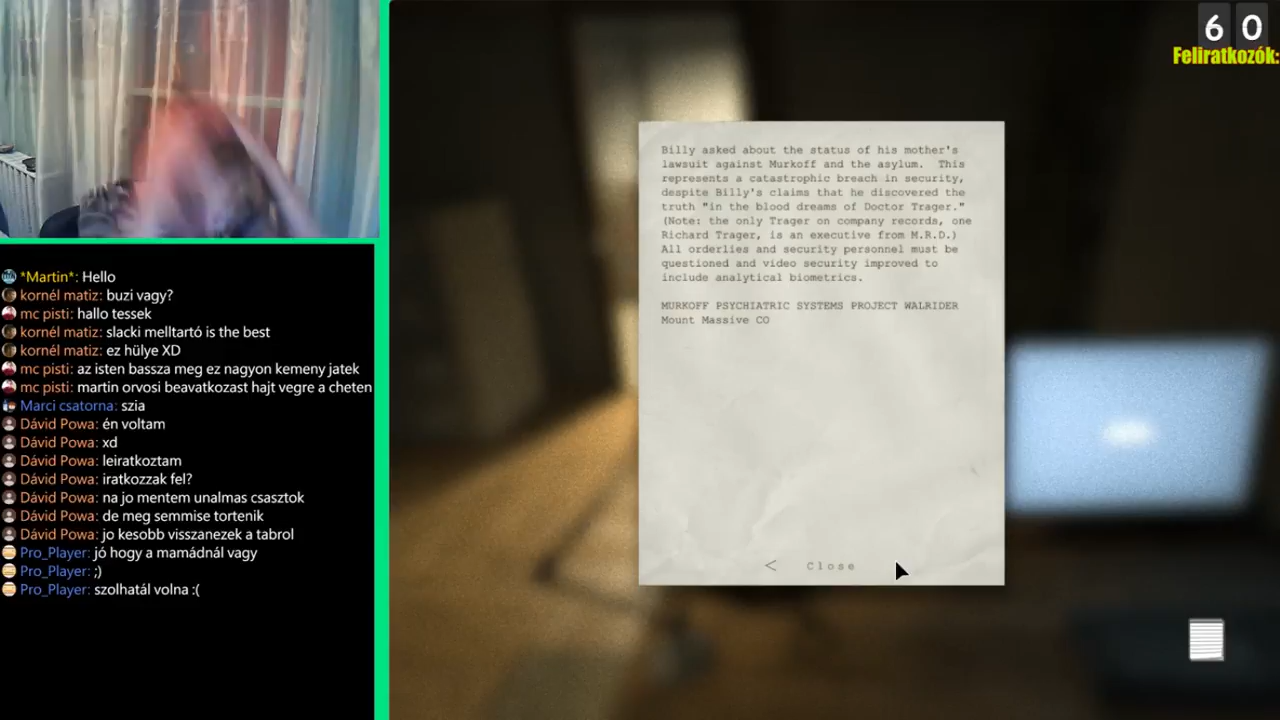 *Martin*: Hello
kornél matiz: buzi vagy?
mc pisti: hallo tessek
kornél matiz: slacki melltartó is the best
kornél matiz: ez hülye XD
mc pisti: az isten bassza meg ez nagyon kemeny jatek
mc pisti: martin orvosi beavatkozast hajt vegre a cheten
Marci csatorna: szia
Dávid Powa: én voltam
Dávid Powa: xd
Dávid Powa: leiratkoztam
Dávid Powa: iratkozzak fel?
Dávid Powa: na jo mentem unalmas csasztok
Dávid Powa: de meg semmise tortenik
Dávid Powa: jo kesobb visszanezek a tabrol
Pro_Player: jó hogy a mamádnál vagy
Pro_Player: ;)
Pro_Player: szolhatál volna :(
60
Feliratkozók:
Billy asked about the status of his mother's
lawsuit against Murkoff and the asylum. This
represents a catastrophic breach in security,
despite Billy's claims that he discovered the
truth "in the blood dreams of Doctor Trager."
(Note: the only Trager on company records, one
Richard Trager, is an executive from M.R.D.)
All orderlies and security personnel must be
questioned and video security improved to
include analytical biometrics.
MURKOFF PSYCHIATRIC SYSTEMS PROJECT WALRIDER
Mount Massive CO
< Close